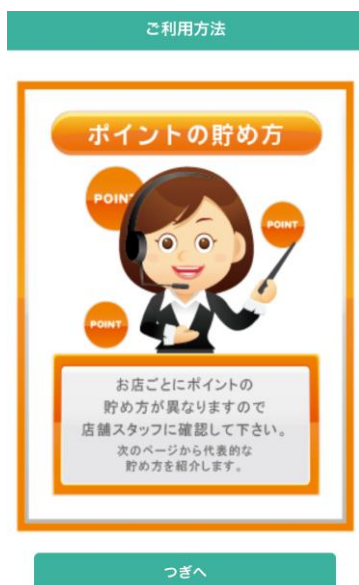 ご利用方法
ポイントの貯め方
POINT
POINT
POINT
お店ごとにポイントの
貯め方が異なりますので
店舗スタッフに確認して下さい。
次のページから代表的な
貯め方を紹介します。
つぎへ